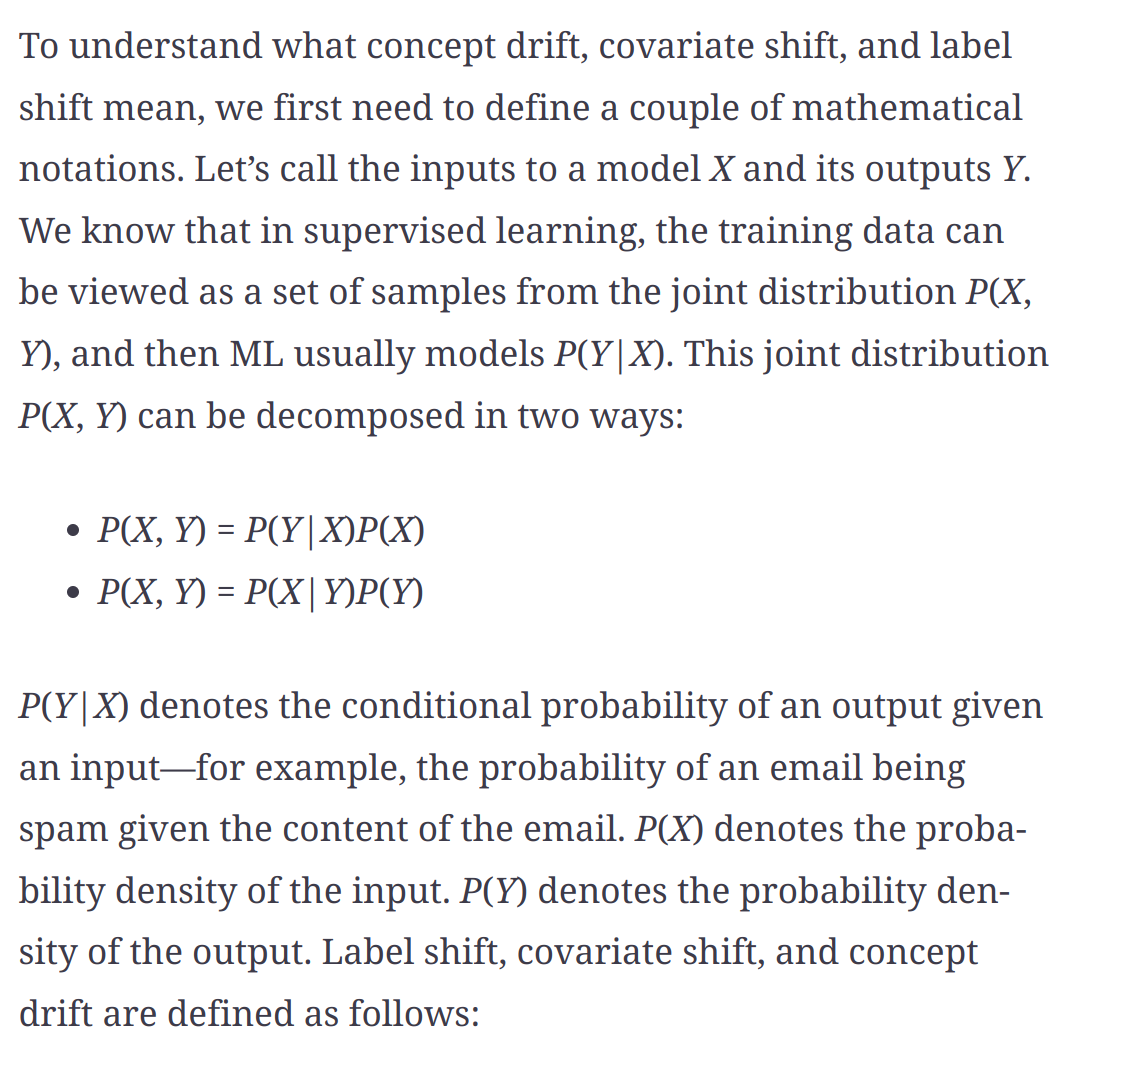 To understand what concept drift, covariate shift, and label
shift mean, we first need to define a couple of mathematical
notations. Let’s call the inputs to a model X and its outputs Y.
We know that in supervised learning, the training data can
be viewed as a set of samples from the joint distribution P(X,
Y), and then ML usually models P(Y|X). This joint distribution
P(X, Y) can be decomposed in two ways:
• P(X, Y) = P(Y|X)P(X)
• P(X, Y) = P(X|Y)P(Y)
P(Y|X) denotes the conditional probability of an output given
an input—for example, the probability of an email being
spam given the content of the email. P(X) denotes the proba-
bility density of the input. P(Y) denotes the probability den-
sity of the output. Label shift, covariate shift, and concept
drift are defined as follows: